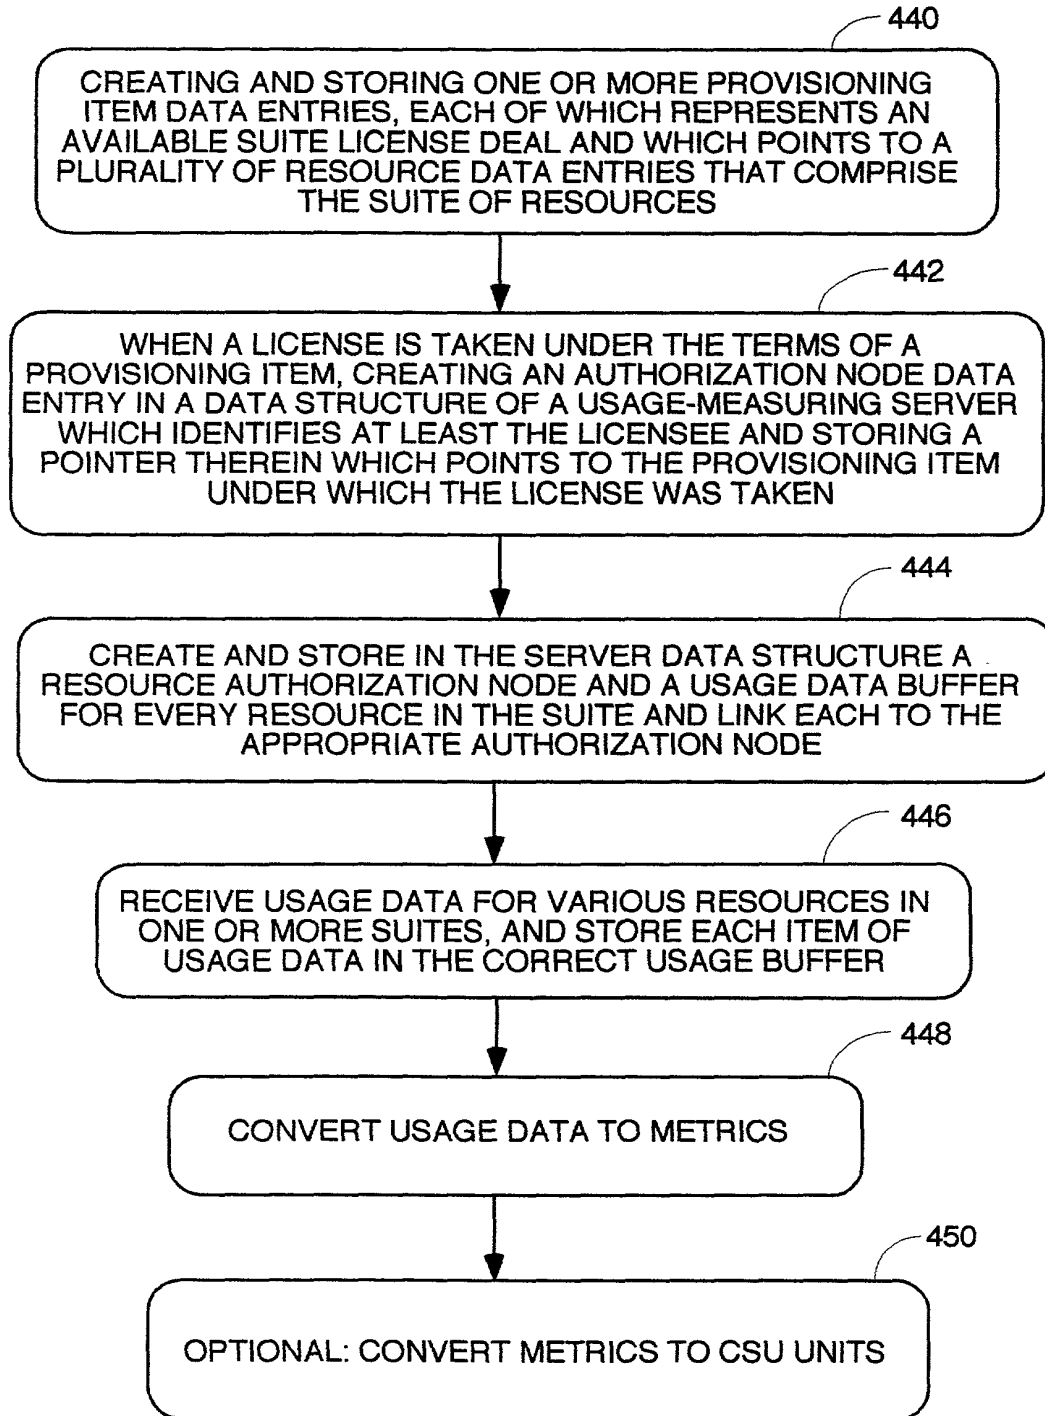 440
CREATING AND STORING ONE OR MORE PROVISIONING
ITEM DATA ENTRIES, EACH OF WHICH REPRESENTS AN
AVAILABLE SUITE LICENSE DEAL AND WHICH POINTS TO A
PLURALITY OF RESOURCE DATA ENTRIES THAT COMPRISE
THE SUITE OF RESOURCES
442
WHEN A LICENSE IS TAKEN UNDER THE TERMS OF A
PROVISIONING ITEM, CREATING AN AUTHORIZATION NODE DATA
ENTRY IN A DATA STRUCTURE OF A USAGE-MEASURING SERVER
WHICH IDENTIFIES AT LEAST THE LICENSEE AND STORING A
POINTER THEREIN WHICH POINTS TO THE PROVISIONING ITEM
UNDER WHICH THE LICENSE WAS TAKEN
444
CREATE AND STORE IN THE SERVER DATA STRUCTURE A
RESOURCE AUTHORIZATION NODE AND A USAGE DATA BUFFER
FOR EVERY RESOURCE IN THE SUITE AND LINK EACH TO THE
APPROPRIATE AUTHORIZATION NODE
446
RECEIVE USAGE DATA FOR VARIOUS RESOURCES IN
ONE OR MORE SUITES, AND STORE EACH ITEM OF
USAGE DATA IN THE CORRECT USAGE BUFFER
448
CONVERT USAGE DATA TO METRICS
450
OPTIONAL: CONVERT METRICS TO CSU UNITS